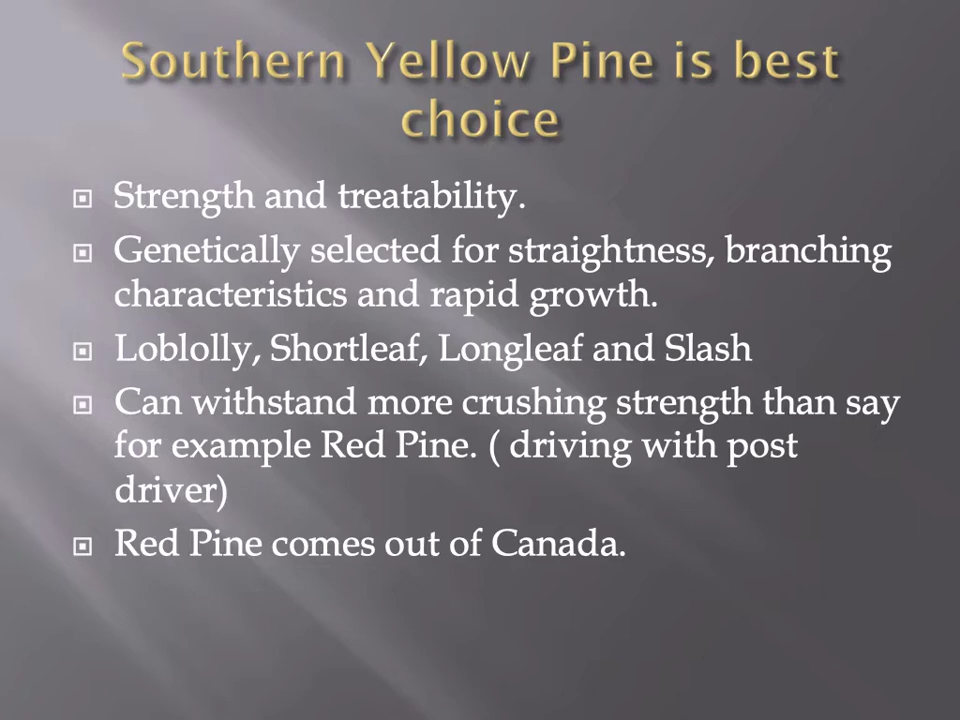 Southern Yellow Pine is best
choice
Strength and treatability.
Genetically selected for straightness, branching
characteristics and rapid growth.
Loblolly, Shortleaf, Longleaf and Slash
Can withstand more crushing strength than say
for example Red Pine. ( driving with post
driver)
Red Pine comes out of Canada.